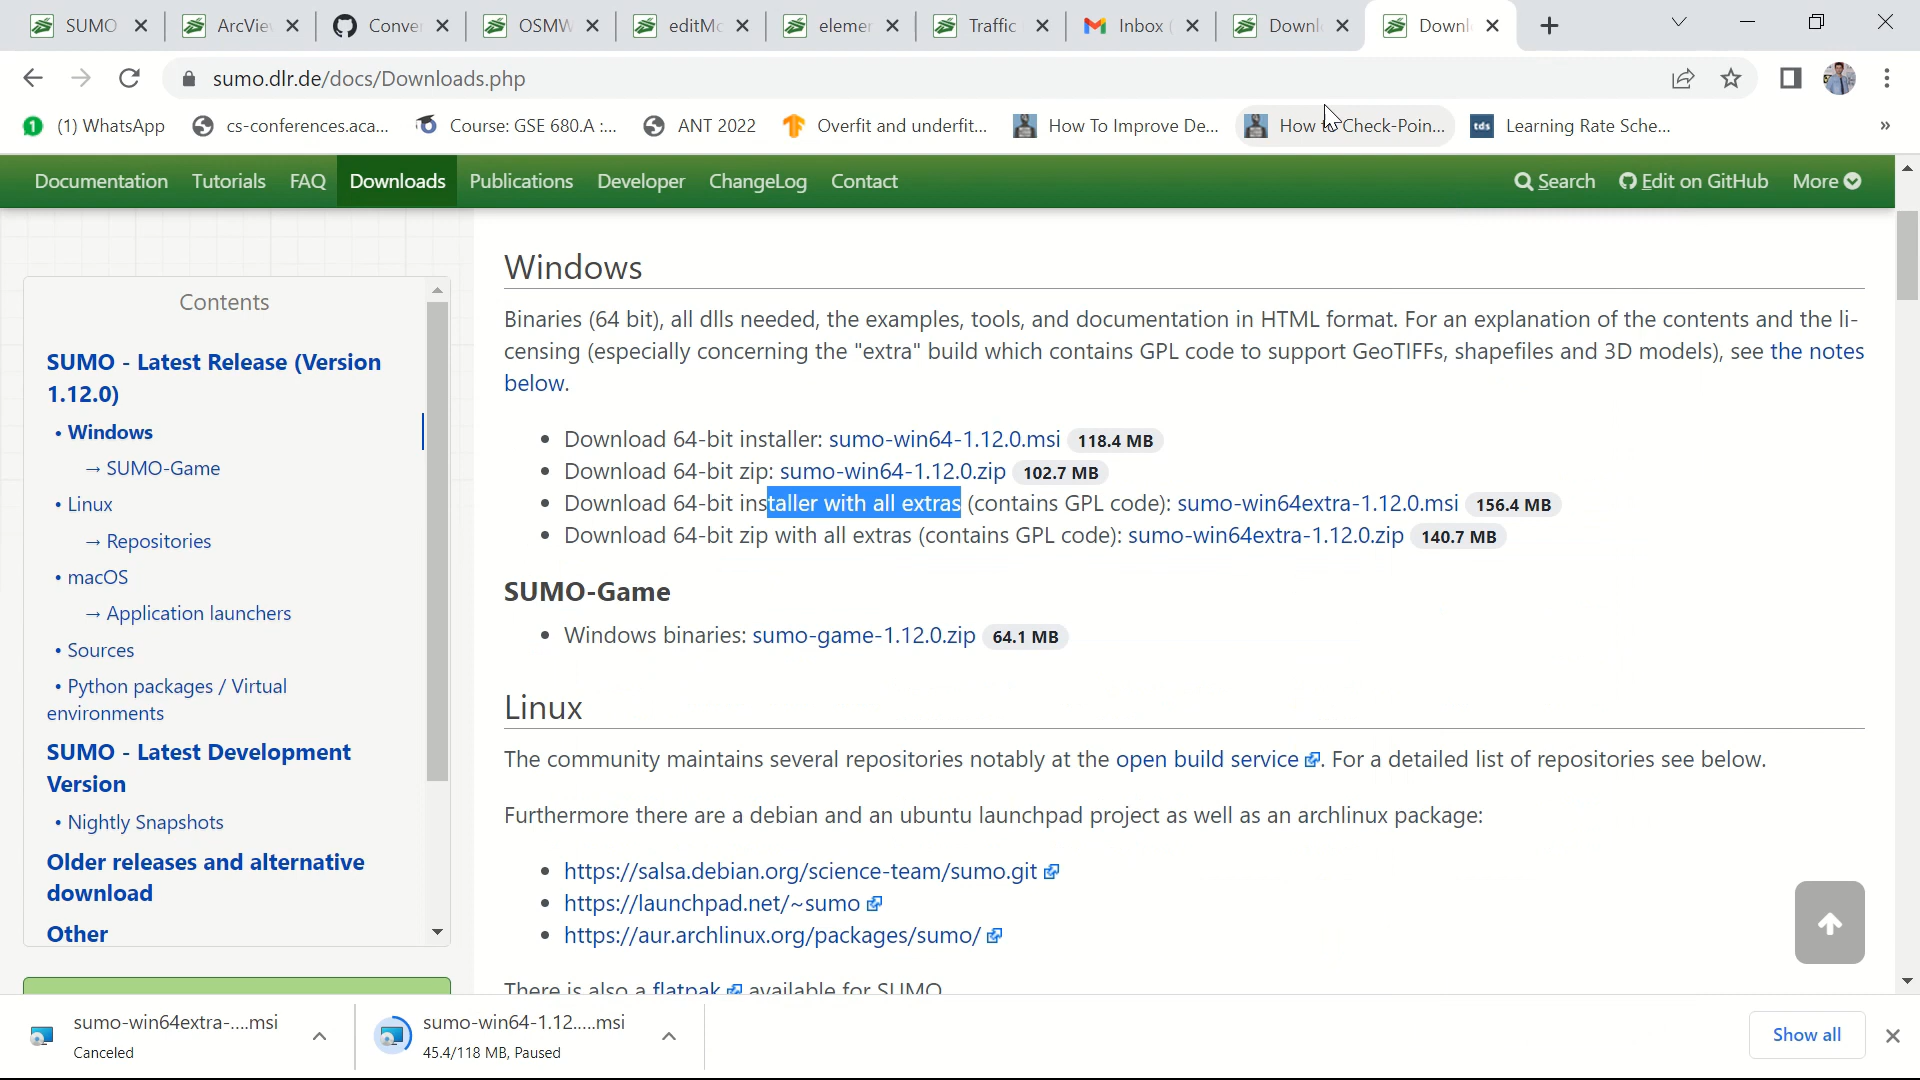 SUMO
ArcVie
Conver
OSMW
editMo
elemen
Traffic
Inbox (
Downl
Downl
sumo.dlr.de/docs/Downloads.php
(1) WhatsApp
cs-conferences.aca...
Course: GSE 680.A :...
ANT 2022
Overfit and underfit...
How To Improve De...
How to Check-Poin...
tds Learning Rate Sche...
»
Documentation Tutorials FAQ Downloads Publications Developer ChangeLog Contact Search Edit on GitHub More
Contents
SUMO - Latest Release (Version
1.12.0)
• Windows
→ SUMO-Game
• Linux
→ Repositories
• macOS
→ Application launchers
• Sources
• Python packages / Virtual
environments
SUMO - Latest Development
Version
• Nightly Snapshots
Older releases and alternative
download
Other
Windows
Binaries (64 bit), all dlls needed, the examples, tools, and documentation in HTML format. For an explanation of the contents and the li-
censing (especially concerning the "extra" build which contains GPL code to support GeoTIFFs, shapefiles and 3D models), see the notes
below.
• Download 64-bit installer: sumo-win64-1.12.0.msi 118.4 MB
• Download 64-bit zip: sumo-win64-1.12.0.zip 102.7 MB
• Download 64-bit installer with all extras (contains GPL code): sumo-win64extra-1.12.0.msi 156.4 MB
• Download 64-bit zip with all extras (contains GPL code): sumo-win64extra-1.12.0.zip 140.7 MB
SUMO-Game
• Windows binaries: sumo-game-1.12.0.zip 64.1 MB
Linux
The community maintains several repositories notably at the open build service. For a detailed list of repositories see below.
Furthermore there are a debian and an ubuntu launchpad project as well as an archlinux package:
• https://salsa.debian.org/science-team/sumo.git
• https://launchpad.net/~sumo
• https://aur.archlinux.org/packages/sumo/
There is also a flatpak available for SUMO
sumo-win64extra-....msi
Canceled
sumo-win64-1.12.....msi
45.4/118 MB, Paused
Show all